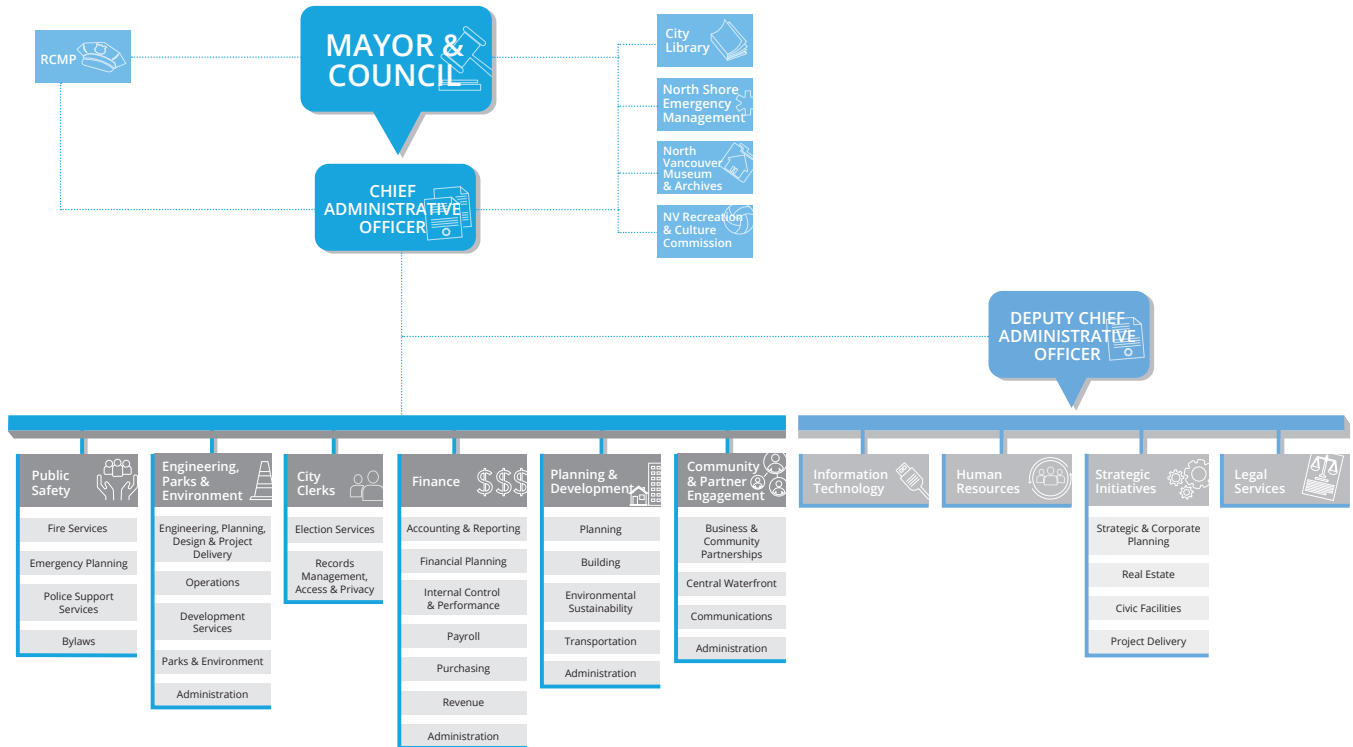 RCMP
MAYOR &
COUNCIL
City
Library
North Shore
Emergency
Management
North
Vancouver
Museum
& Archives
NV Recreation
& Culture
Commission
CHIEF
ADMINISTRATIVE
OFFICER
DEPUTY CHIEF
ADMINISTRATIVE
OFFICER
Public
Safety
Fire Services
Emergency Planning
Police Support
Services
Bylaws
Engineering,
Parks &
Environment
Engineering, Planning,
Design & Project
Delivery
Operations
Development
Services
Parks & Environment
Administration
City
Clerks
Election Services
Records
Management,
Access & Privacy
Finance
$$$
Accounting & Reporting
Financial Planning
Internal Control
& Performance
Payroll
Purchasing
Revenue
Administration
Planning &
Development
Planning
Building
Environmental
Sustainability
Transportation
Administration
Community
& Partner
Engagement
Business &
Community
Partnerships
Central Waterfront
Communications
Administration
Information
Technology
Human
Resources
Strategic
Initiatives
Strategic & Corporate
Planning
Real Estate
Civic Facilities
Project Delivery
Legal
Services